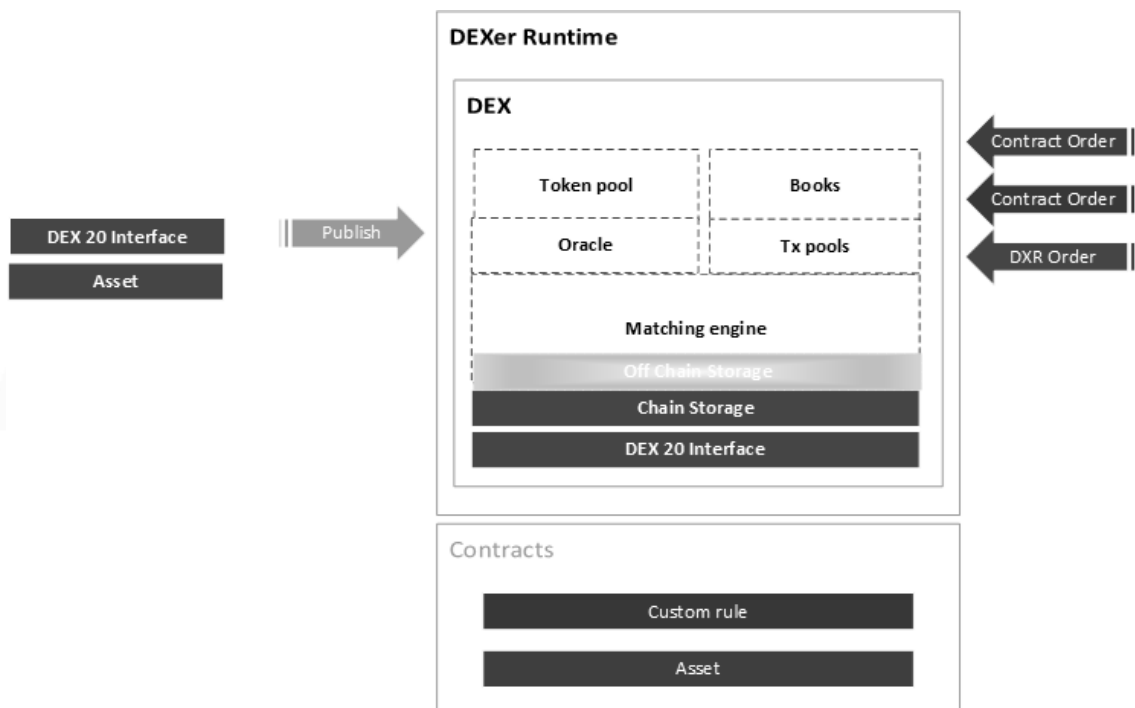 DEXer Runtime
DEX
Contract Order
Token pool
Books
Contract Order
DEX 20 Interface
Publish
Oracle
Tx pools
DXR Order
Asset
Matching engine
Off Chain Storage
Chain Storage
DEX 20 Interface
Contracts
Custom rule
Asset